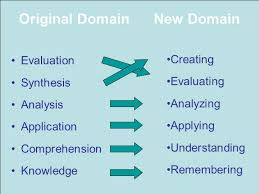 Original Domain New Domain
• Evaluation •Creating
• Synthesis •Evaluating
• Analysis •Analyzing
• Application •Applying
• Comprehension •Understanding
• Knowledge •Remembering